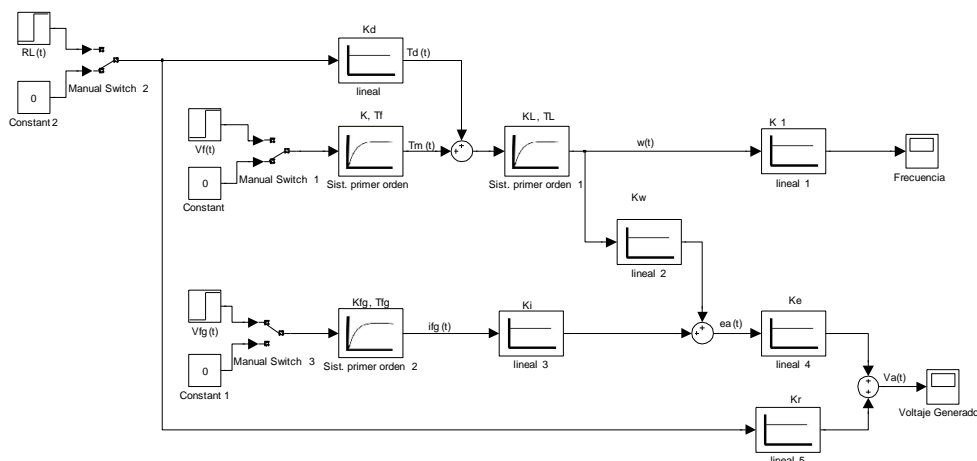 Kd
Td (t)
RL(t)
Manual Switch 2
0
Constant2
lineal
K, Tf
KL, TL
K 1
Vf(t)
Tm (t)
w(t)
Manual Switch 1
0
Constant
Sist. primer orden
Sist. primer orden 1
lineal 1
Frecuencia
Kw
lineal 2
Kfg, Tfg
Ki
Ke
Vfg (t)
ifg (t)
ea(t)
Manual Switch 3
0
Constant 1
Sist. primer orden 2
lineal 3
lineal 4
Va(t)
Kr
Voltaje Generado
lineal 5